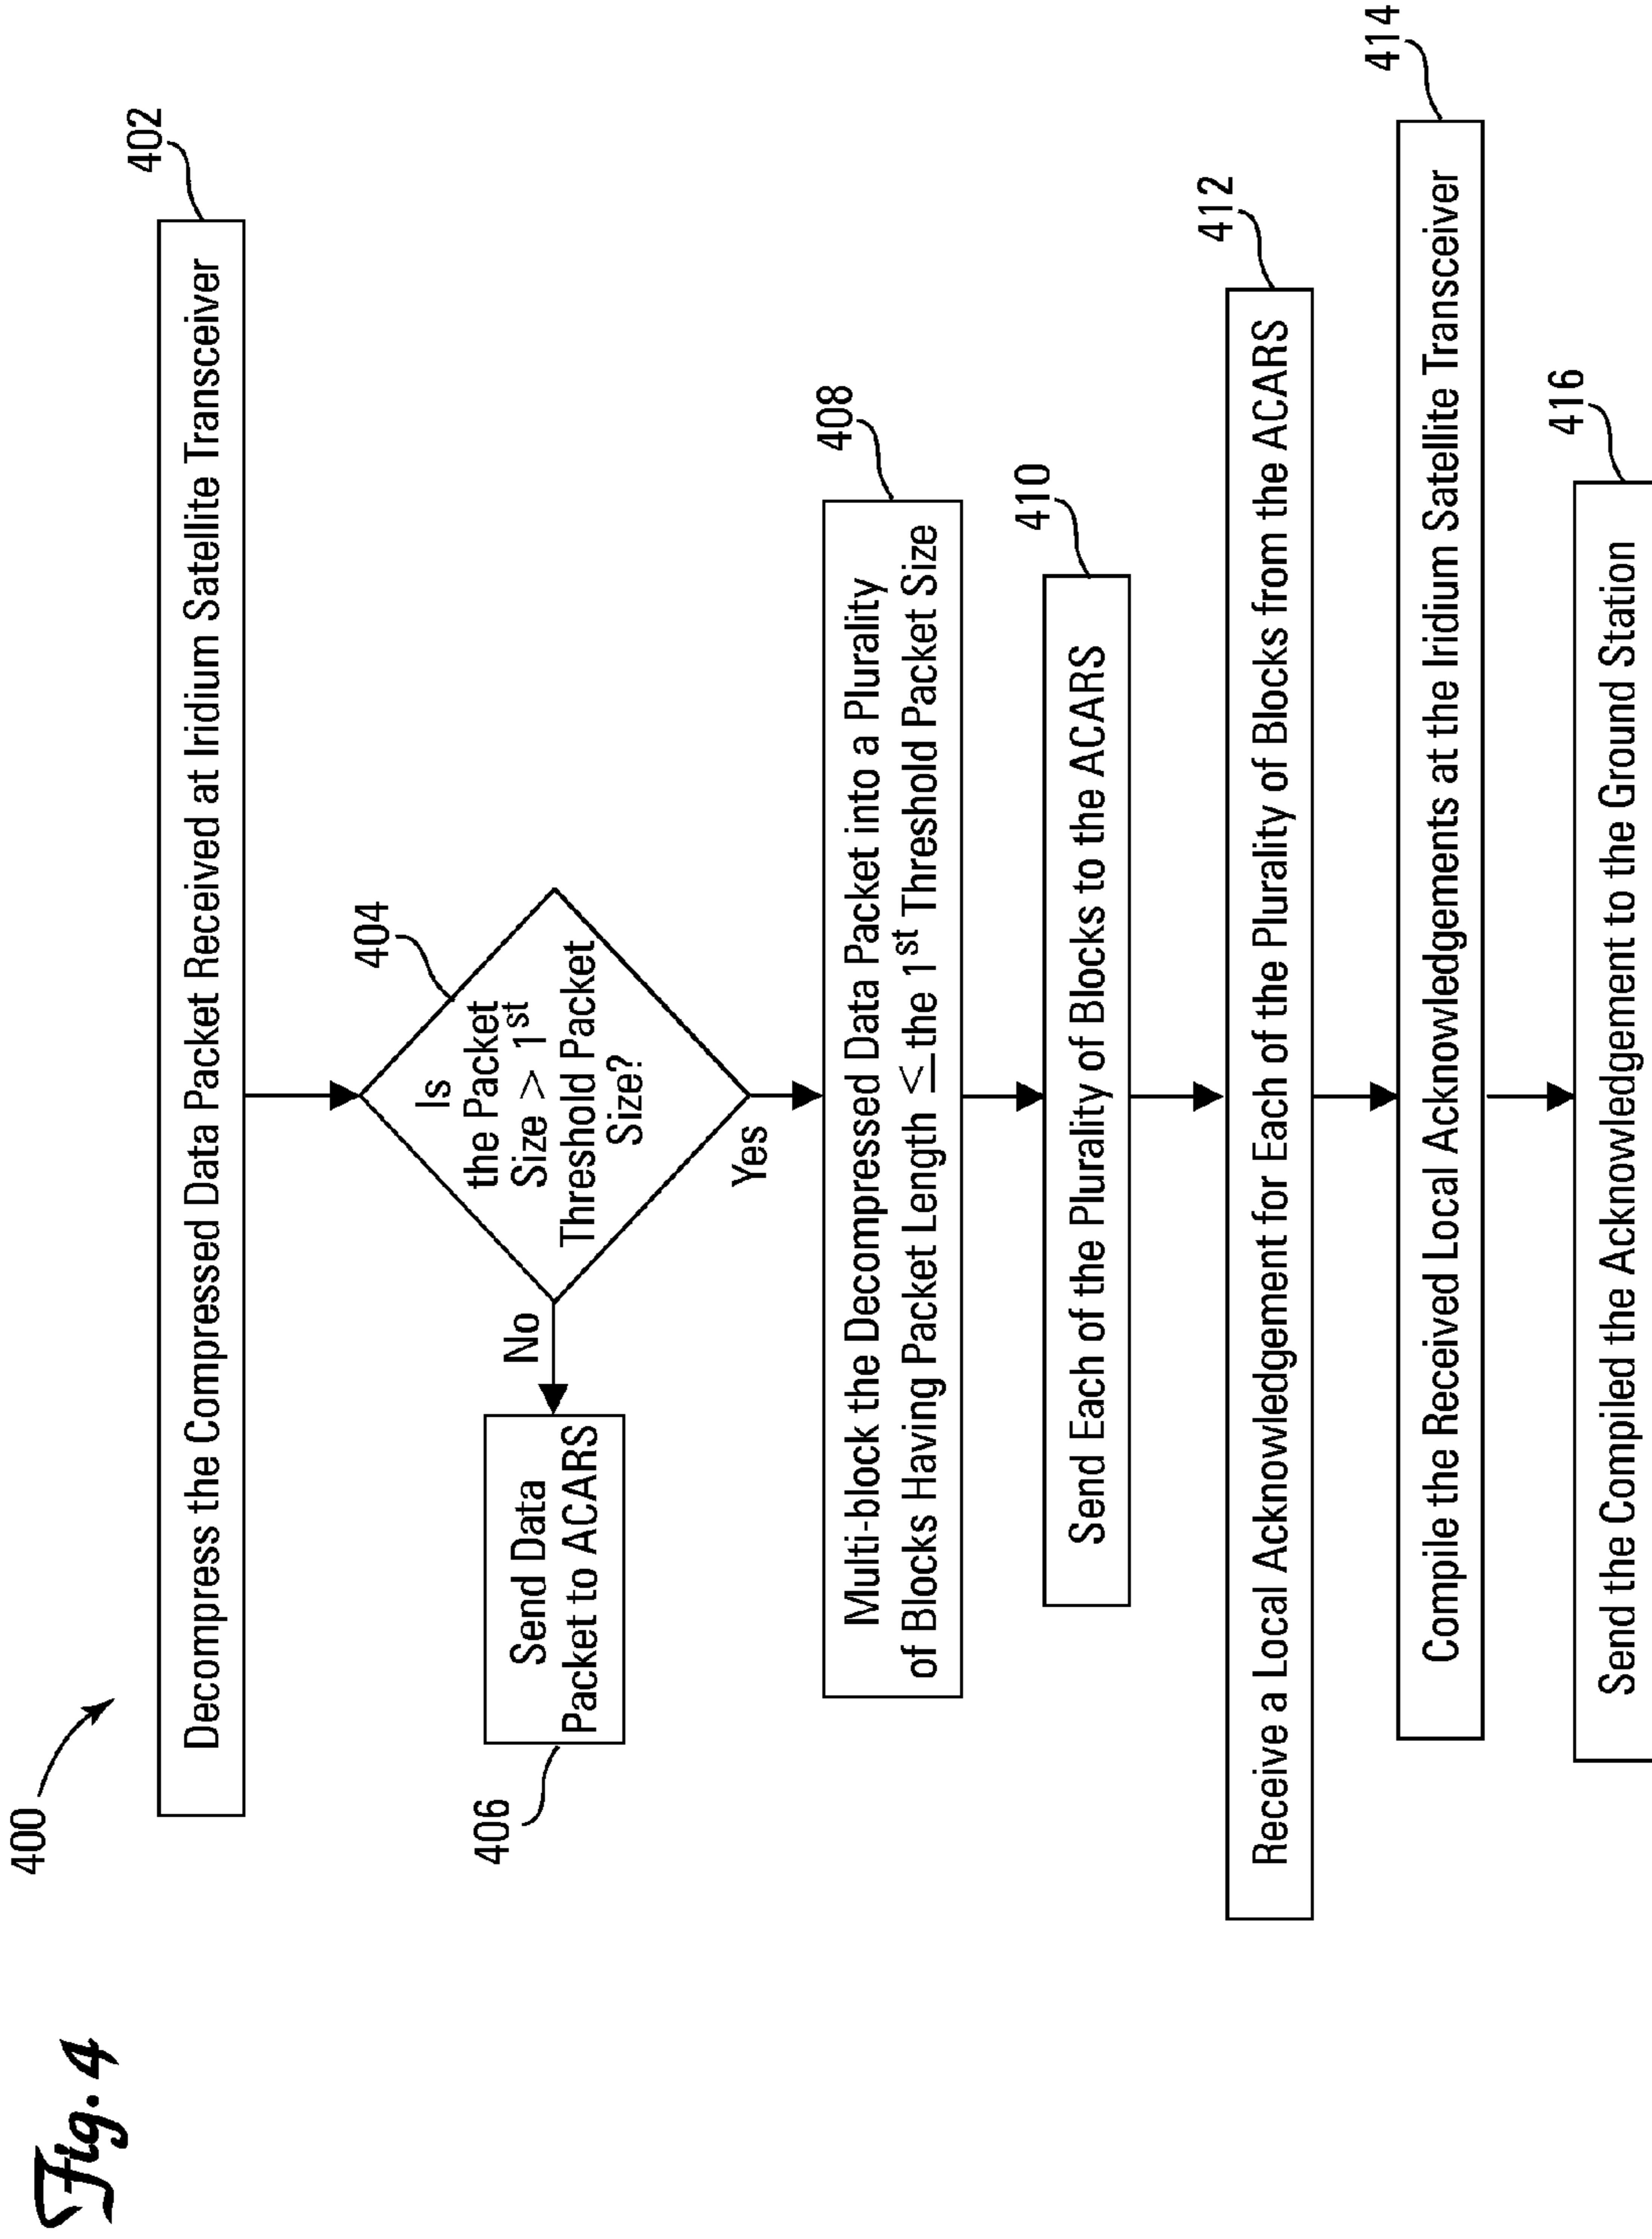 Fig. 4
400
402
Decompress the Compressed Data Packet Received at Iridium Satellite Transceiver
404
Is
the Packet
Size > 1st
Threshold Packet
Size?
No
Yes
Send Data
Packet to ACARS
406
408
Multi-block the Decompressed Data Packet into a Plurality
of Blocks Having Packet Length ≤ the 1st Threshold Packet Size
410
Send Each of the Plurality of Blocks to the ACARS
412
Receive a Local Acknowledgement for Each of the Plurality of Blocks from the ACARS
414
Compile the Received Local Acknowledgements at the Iridium Satellite Transceiver
416
Send the Compiled the Acknowledgement to the Ground Station